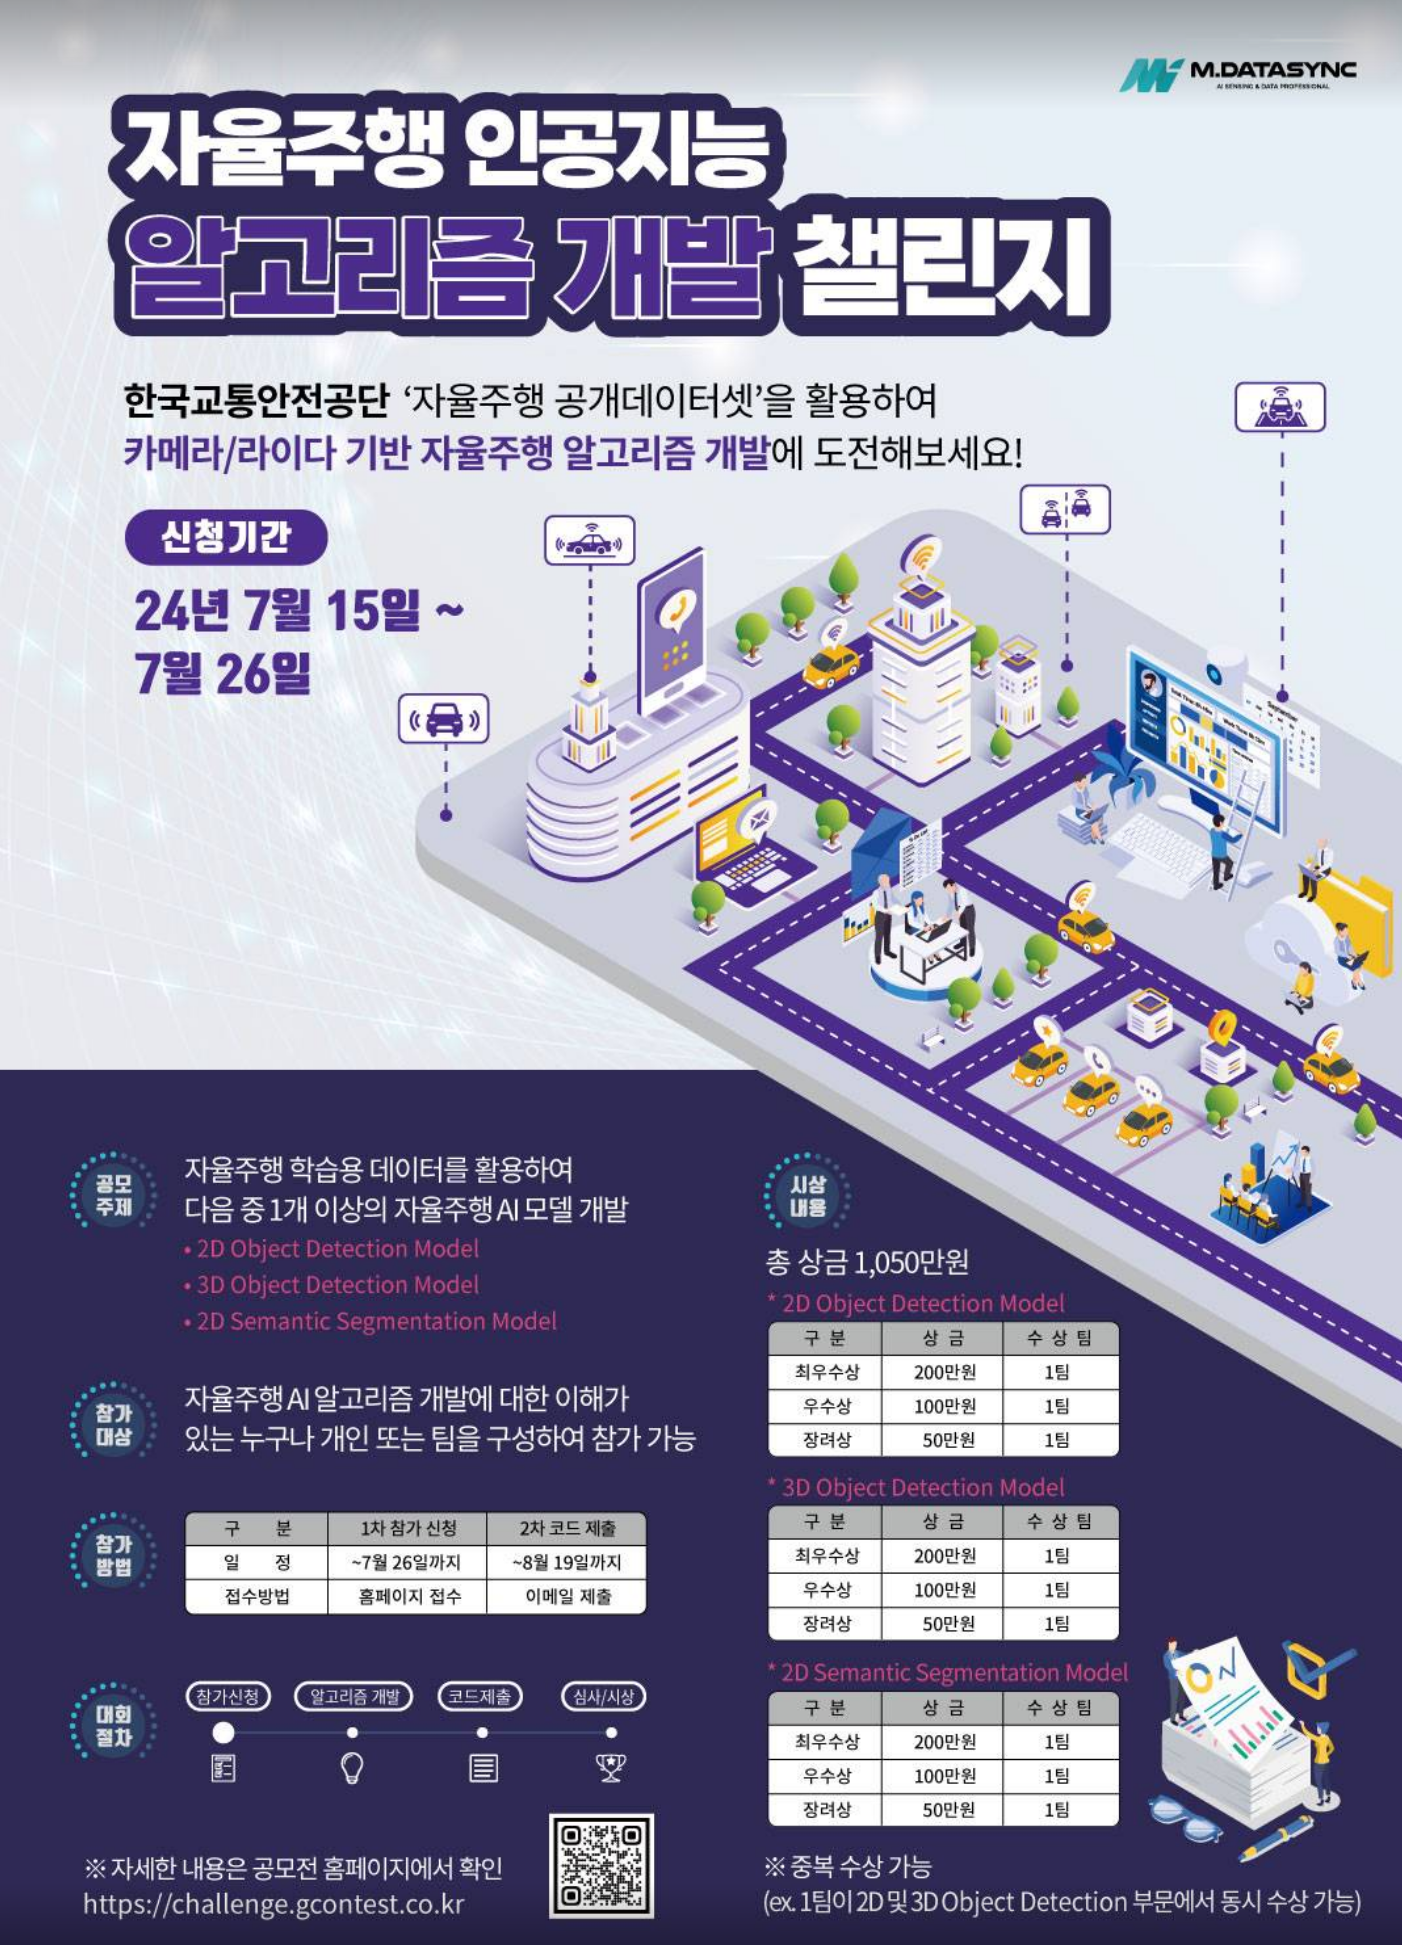 M.DATASYNC
AI SENSING & DATA PROFESSIONAL
자율주행 인공지능
알고리즘 개발 챌린지
한국교통안전공단 ‘자율주행 공개데이터셋’을 활용하여
카메라/라이다 기반 자율주행 알고리즘 개발에 도전해보세요!
신청기간
24년 7월 15일 ~
7월 26일
공모
주제
자율주행 학습용 데이터를 활용하여
다음 중 1개 이상의 자율주행 AI 모델 개발
• 2D Object Detection Model
• 3D Object Detection Model
• 2D Semantic Segmentation Model
참가
대상
자율주행 AI 알고리즘 개발에 대한 이해가
있는 누구나 개인 또는 팀을 구성하여 참가 가능
참가
방법
구 분 1차 참가 신청 2차 코드 제출
일 정 ~7월 26일까지 ~8월 19일까지
접수방법 홈페이지 접수 이메일 제출
대회
절차
참가신청 알고리즘 개발 코드제출 심사/시상
※ 자세한 내용은 공모전 홈페이지에서 확인
https://challenge.gcontest.co.kr
시상
내용
총 상금 1,050만원
* 2D Object Detection Model
구 분 상 금 수 상 팀
최우수상 200만원 1팀
우수상 100만원 1팀
장려상 50만원 1팀
* 3D Object Detection Model
구 분 상 금 수 상 팀
최우수상 200만원 1팀
우수상 100만원 1팀
장려상 50만원 1팀
* 2D Semantic Segmentation Model
구 분 상 금 수 상 팀
최우수상 200만원 1팀
우수상 100만원 1팀
장려상 50만원 1팀
※ 중복 수상 가능
(ex. 1팀이 2D 및 3D Object Detection 부문에서 동시 수상 가능)